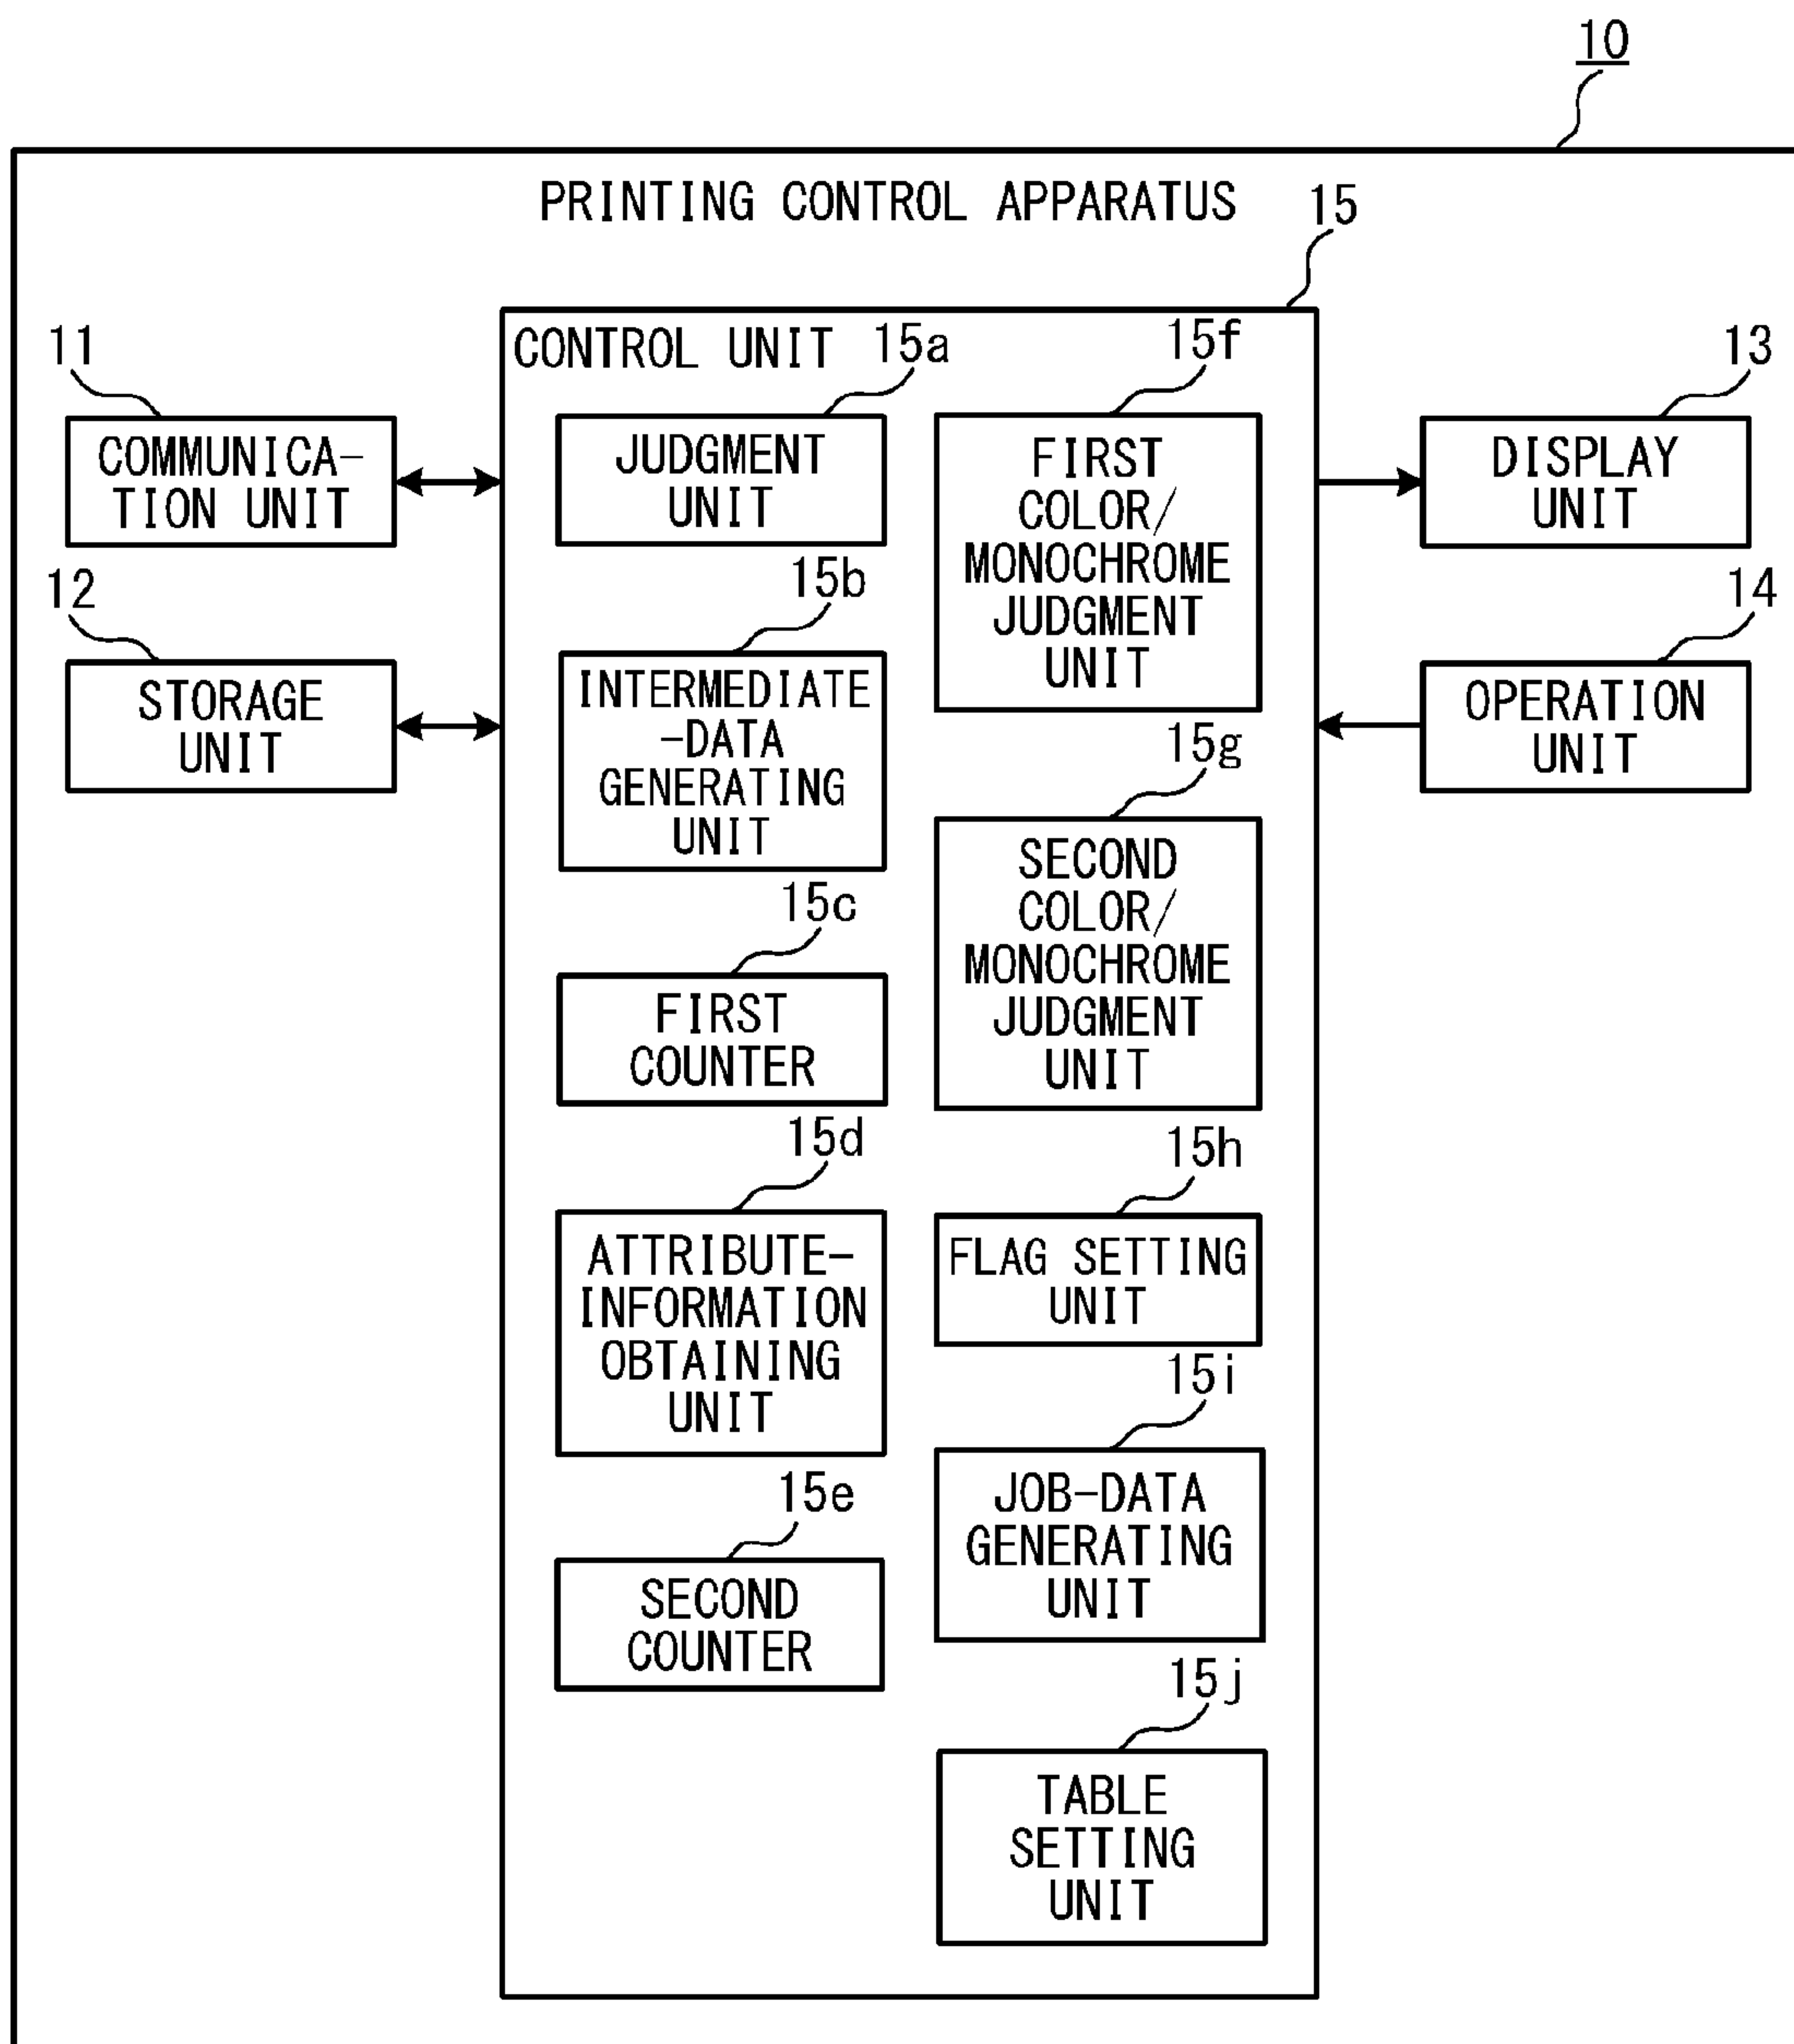 10
PRINTING CONTROL APPARATUS
15
11
COMMUNICA-
TION UNIT
12
STORAGE
UNIT
CONTROL UNIT
15a
JUDGMENT
UNIT
15b
INTERMEDIATE
-DATA
GENERATING
UNIT
15c
FIRST
COUNTER
15d
ATTRIBUTE-
INFORMATION
OBTAINING
UNIT
15e
SECOND
COUNTER
15f
FIRST
COLOR/
MONOCHROME
JUDGMENT
UNIT
15g
SECOND
COLOR/
MONOCHROME
JUDGMENT
UNIT
15h
FLAG SETTING
UNIT
15i
JOB-DATA
GENERATING
UNIT
15j
TABLE
SETTING
UNIT
13
DISPLAY
UNIT
14
OPERATION
UNIT